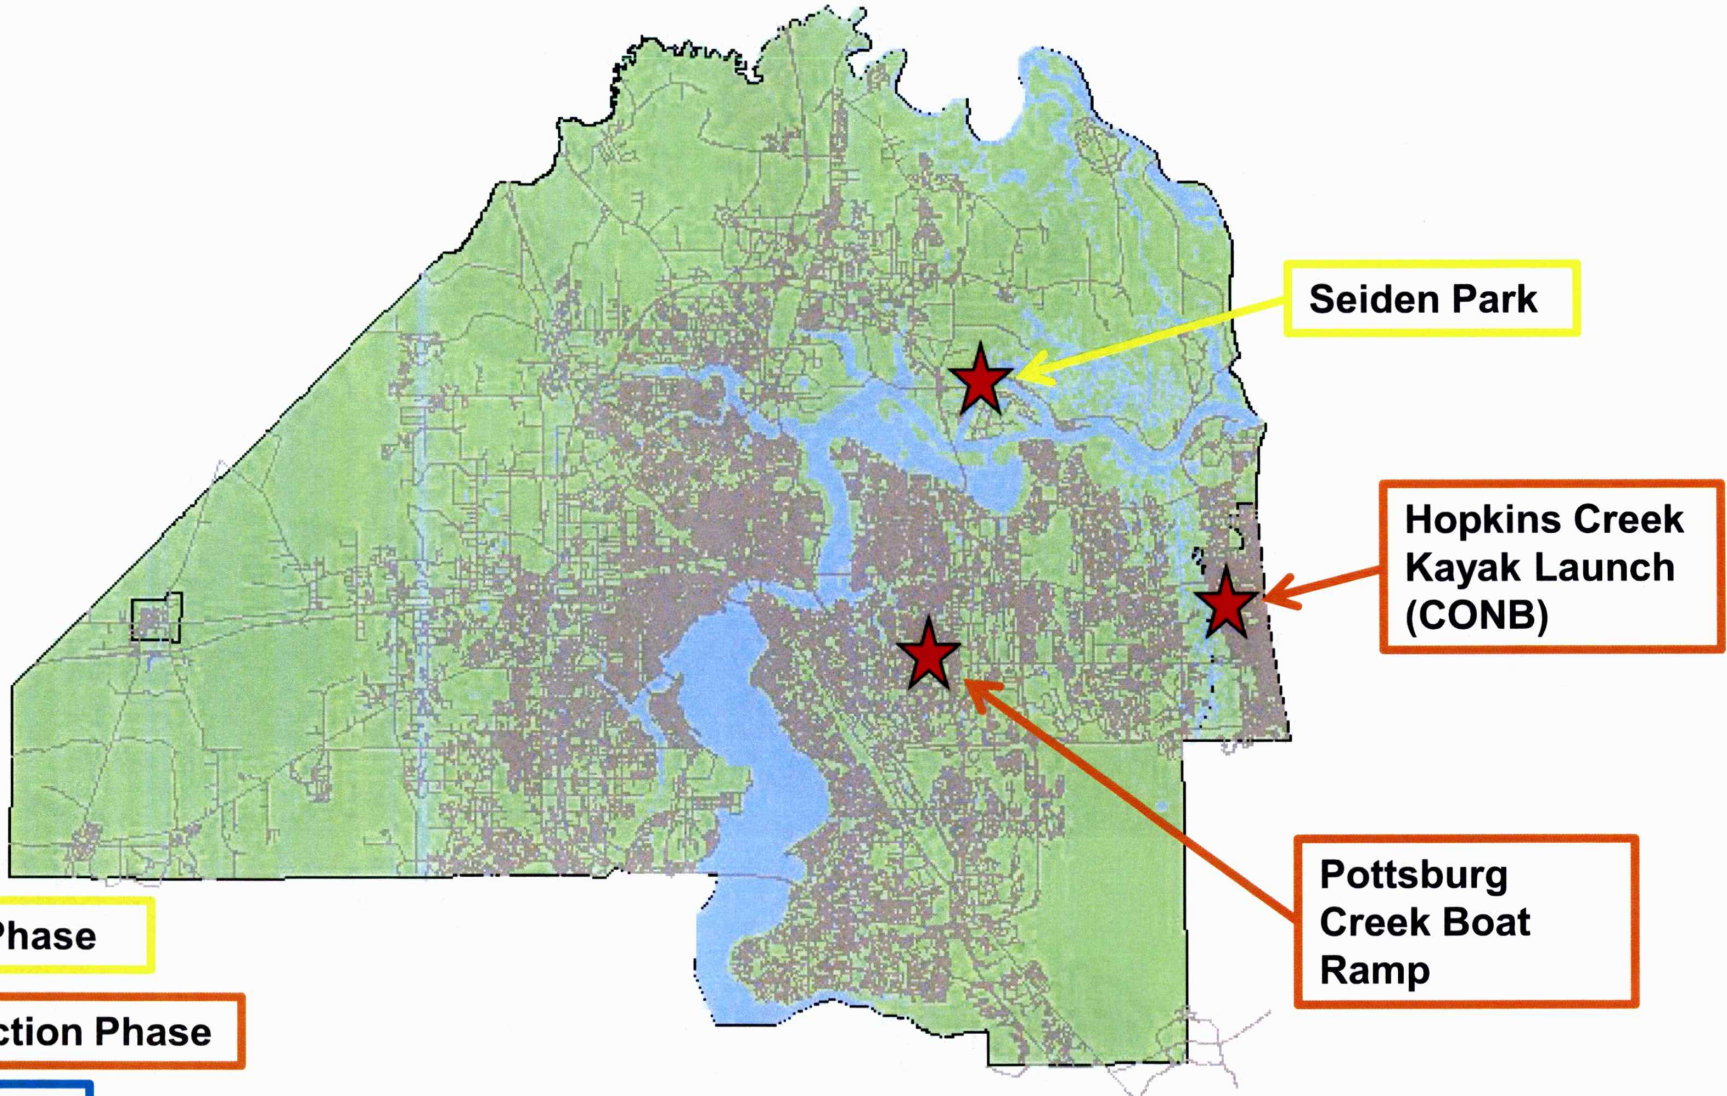 Seiden Park
Hopkins Creek
Kayak Launch
(CONB)
Pottsburg
Creek Boat
Ramp
Phase
ction Phase